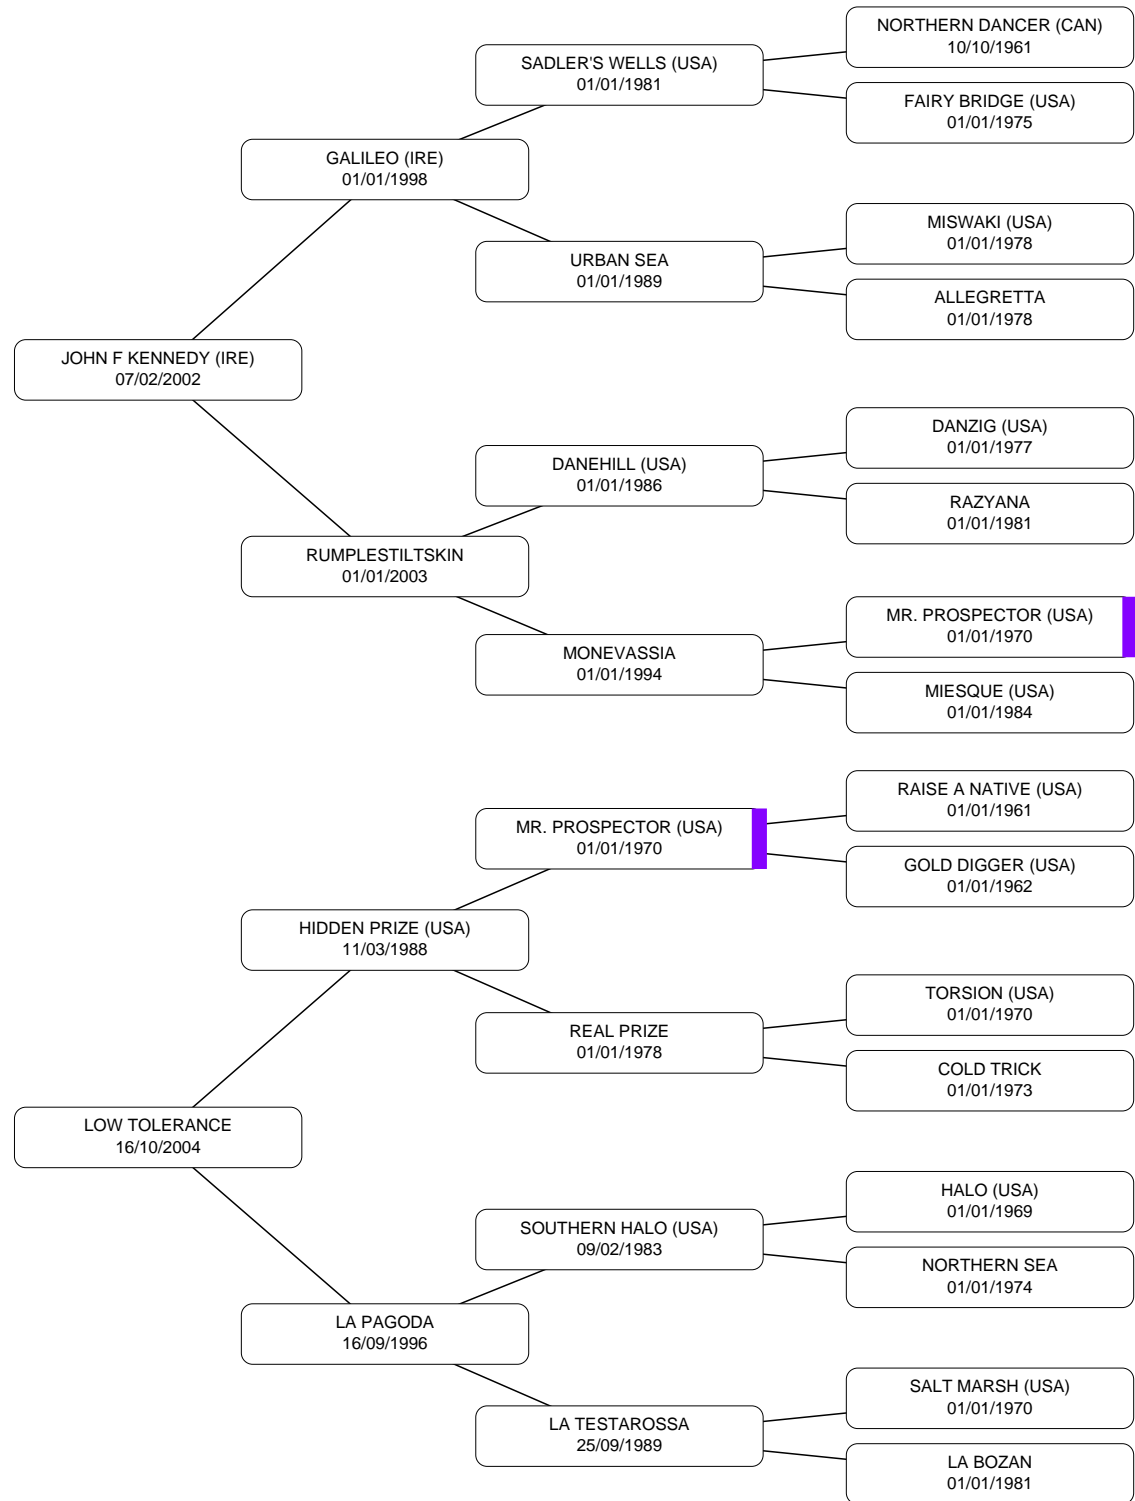 NORTHERN DANCER (CAN)
10/10/1961
SADLER'S WELLS (USA)
01/01/1981
FAIRY BRIDGE (USA)
01/01/1975
GALILEO (IRE)
01/01/1998
MISWAKI (USA)
01/01/1978
URBAN SEA
01/01/1989
ALLEGRETTA
01/01/1978
JOHN F KENNEDY (IRE)
07/02/2002
DANZIG (USA)
01/01/1977
DANEHILL (USA)
01/01/1986
RAZYANA
01/01/1981
RUMPLESTILTSKIN
01/01/2003
MR. PROSPECTOR (USA)
01/01/1970
MONEVASSIA
01/01/1994
MIESQUE (USA)
01/01/1984
RAISE A NATIVE (USA)
01/01/1961
MR. PROSPECTOR (USA)
01/01/1970
GOLD DIGGER (USA)
01/01/1962
HIDDEN PRIZE (USA)
11/03/1988
TORSION (USA)
01/01/1970
REAL PRIZE
01/01/1978
COLD TRICK
01/01/1973
LOW TOLERANCE
16/10/2004
HALO (USA)
01/01/1969
SOUTHERN HALO (USA)
09/02/1983
NORTHERN SEA
01/01/1974
LA PAGODA
16/09/1996
SALT MARSH (USA)
01/01/1970
LA TESTAROSSA
25/09/1989
LA BOZAN
01/01/1981